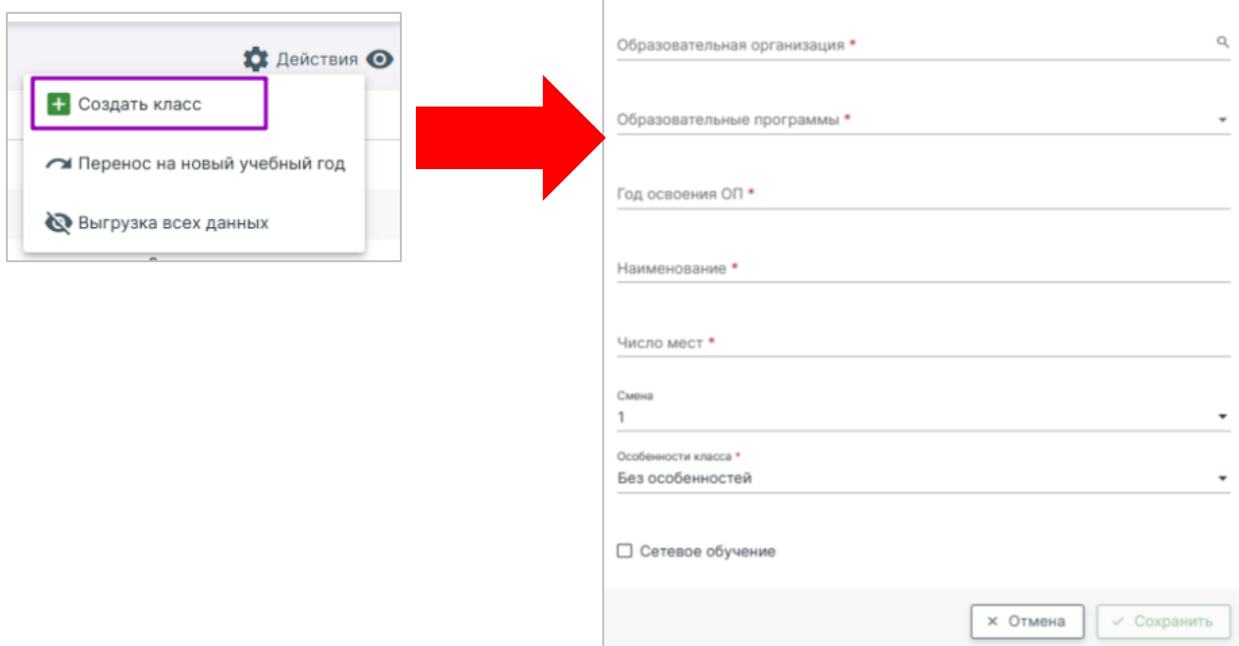 Действия
Создать класс
Перенос на новый учебный год
Выгрузка всех данных
Образовательная организация *
Образовательные программы *
Год освоения ОП *
Наименование *
Число мест *
Смена
1
Особенности класса *
Без особенностей
Сетевое обучение
Отмена
Сохранить